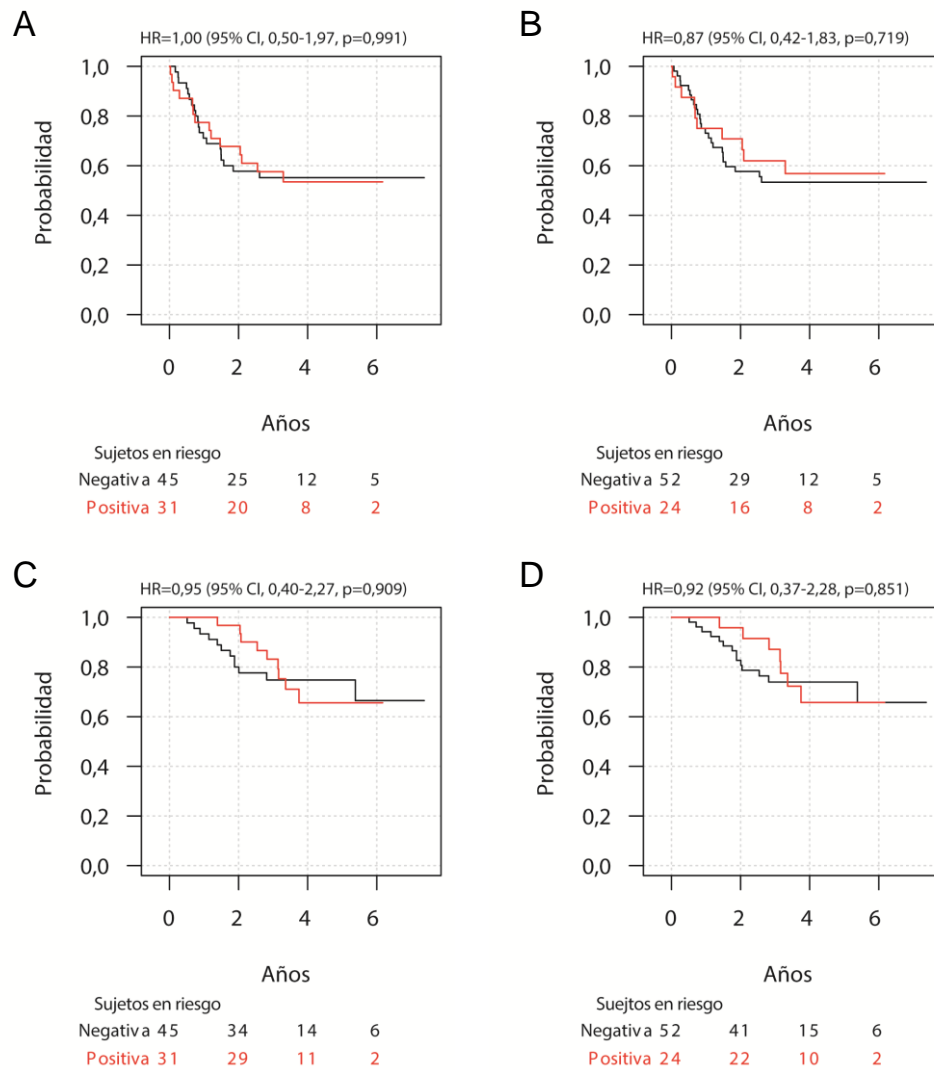 A
HR=1,00 (95% CI, 0,50-1,97, p=0,991)
Probabilidad
1,0
0,8
0,6
0,4
0,2
0,0
0 2 4 6
Años
Sujetos en riesgo
Negativa 45 25 12 5
Positiva 31 20 8 2
B
HR=0,87 (95% CI, 0,42-1,83, p=0,719)
Probabilidad
1,0
0,8
0,6
0,4
0,2
0,0
0 2 4 6
Años
Sujetos en riesgo
Negativa 52 29 12 5
Positiva 24 16 8 2
C
HR=0,95 (95% CI, 0,40-2,27, p=0,909)
Probabilidad
1,0
0,8
0,6
0,4
0,2
0,0
0 2 4 6
Años
Sujetos en riesgo
Negativa 45 34 14 6
Positiva 31 29 11 2
D
HR=0,92 (95% CI, 0,37-2,28, p=0,851)
Probabilidad
1,0
0,8
0,6
0,4
0,2
0,0
0 2 4 6
Años
Suejtos en riesgo
Negativa 52 41 15 6
Positiva 24 22 10 2